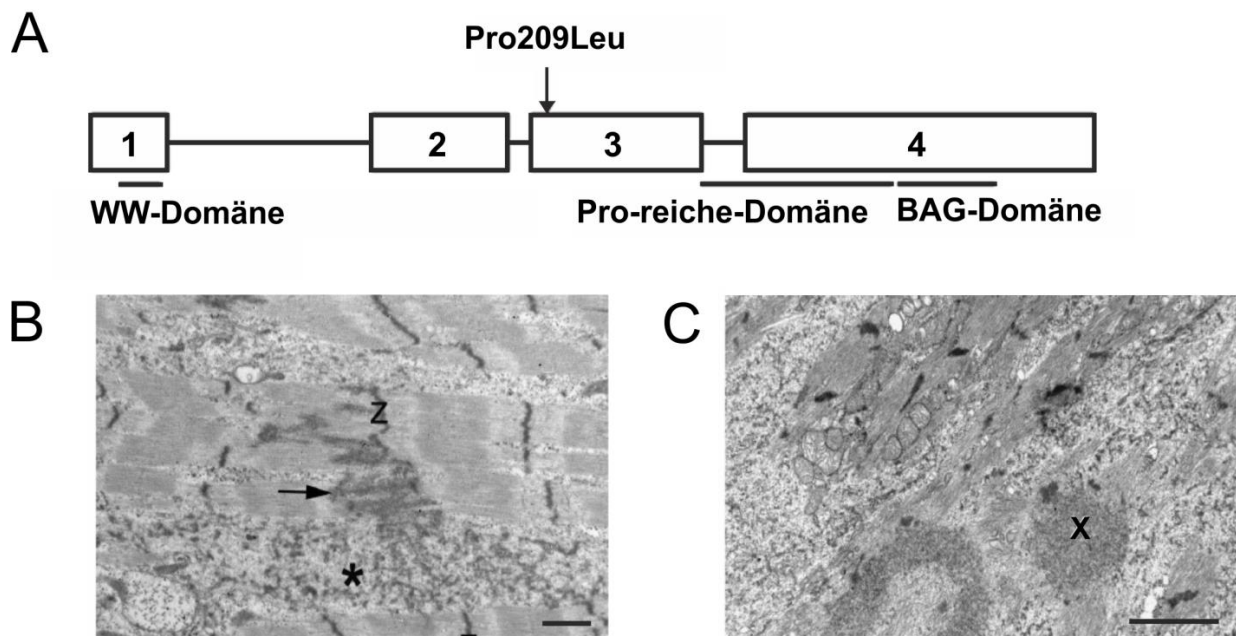 A
Pro209Leu
1 2 3 4
WW-Domäne Pro-reiche-Domäne BAG-Domäne
B C
Z
*
X